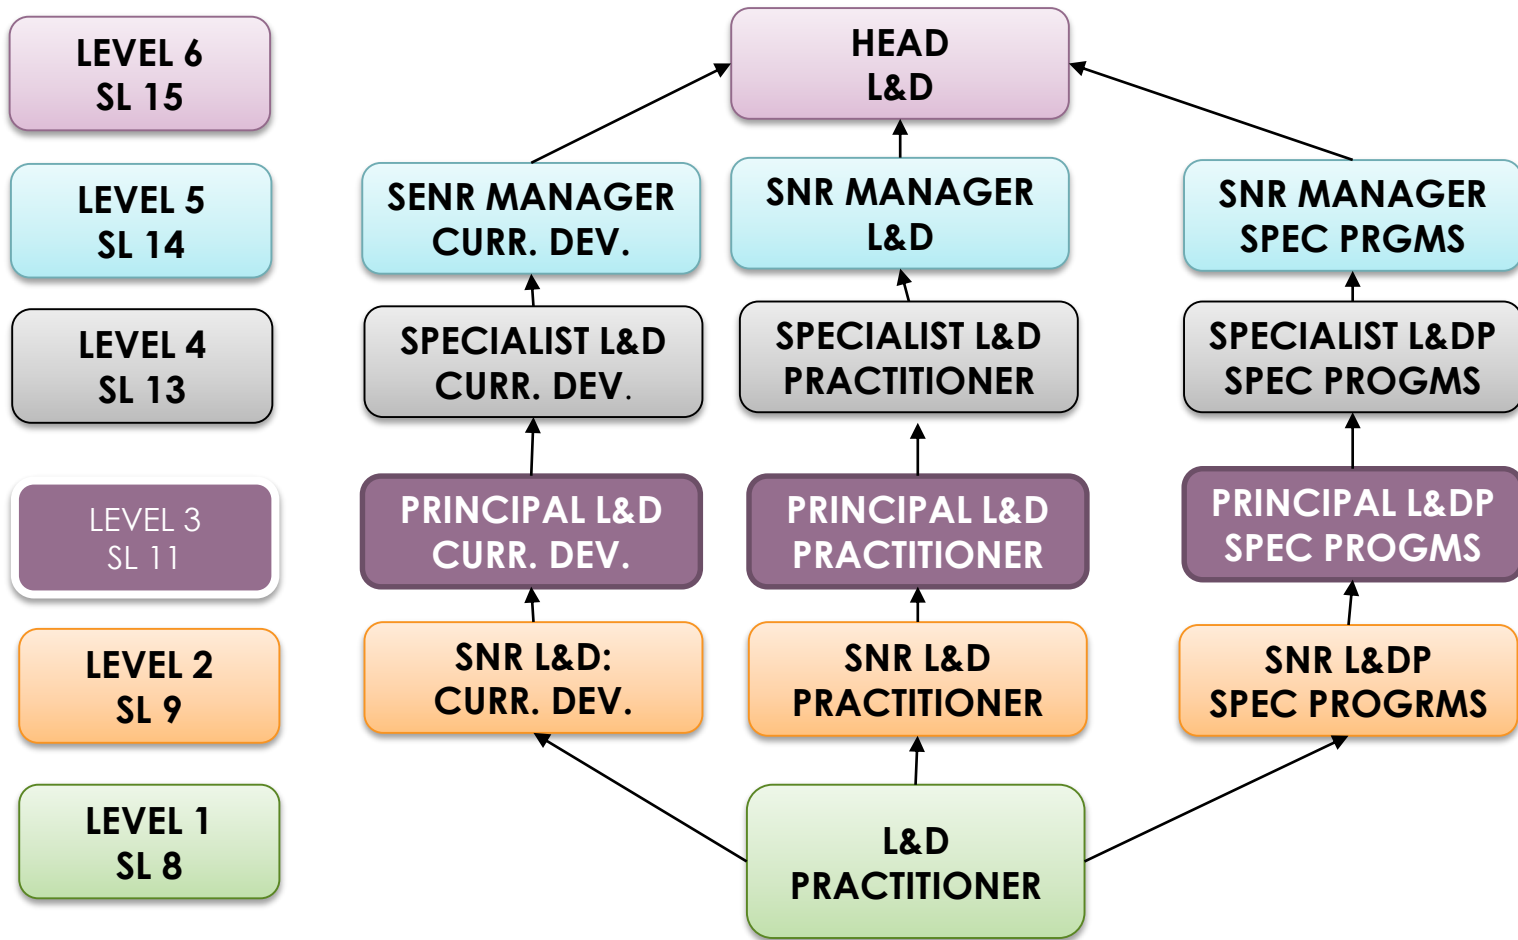 LEVEL 6
SL 15
HEAD
L&D
LEVEL 5
SL 14
SENR MANAGER
CURR. DEV.
SNR MANAGER
L&D
SNR MANAGER
SPEC PRGMS
LEVEL 4
SL 13
SPECIALIST L&D
CURR. DEV.
SPECIALIST L&D
PRACTITIONER
SPECIALIST L&DP
SPEC PROGMS
LEVEL 3
SL 11
PRINCIPAL L&D
CURR. DEV.
PRINCIPAL L&D
PRACTITIONER
PRINCIPAL L&DP
SPEC PROGMS
LEVEL 2
SL 9
SNR L&D:
CURR. DEV.
SNR L&D
PRACTITIONER
SNR L&DP
SPEC PROGRMS
LEVEL 1
SL 8
L&D
PRACTITIONER